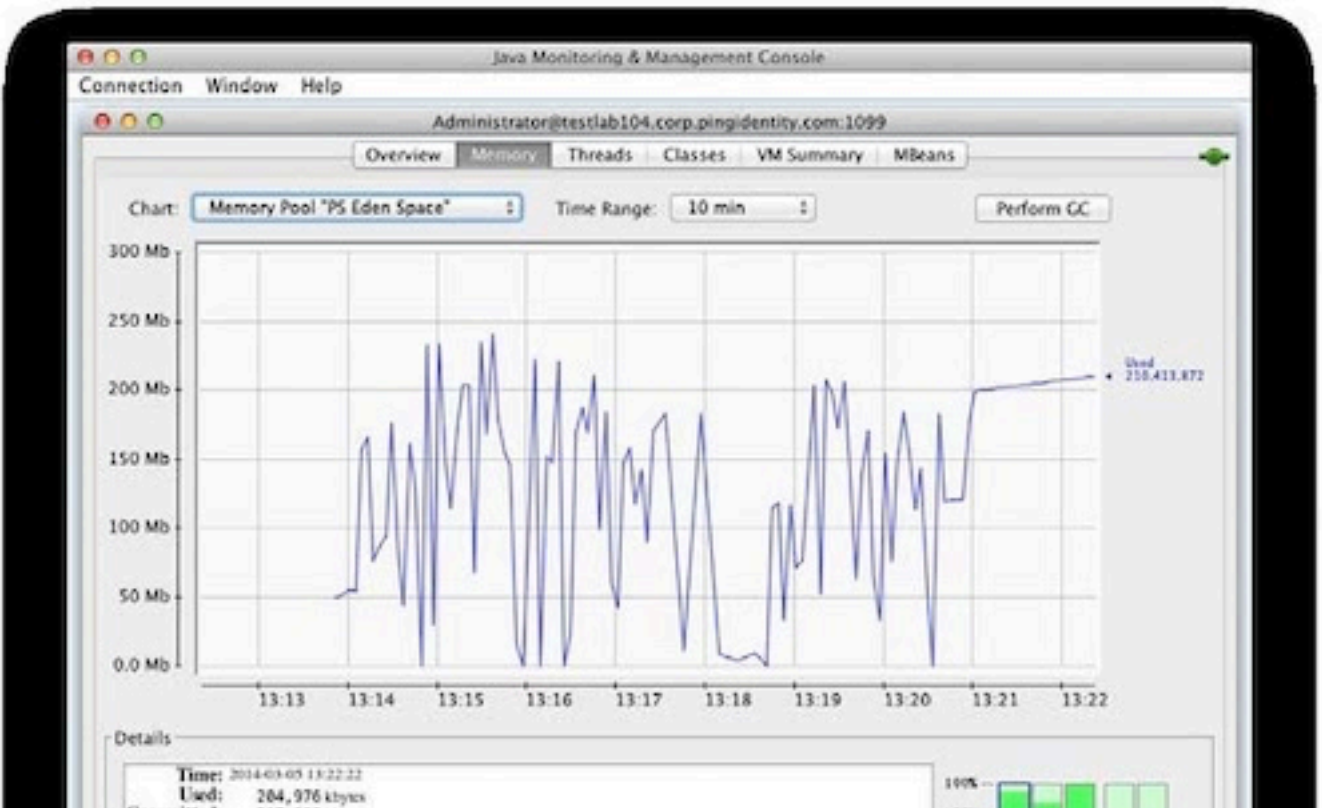 Java Monitoring & Management Console
Connection Window Help
Administrator@testlab104.corp.pingidentity.com:1099
Overview Memory Threads Classes VM Summary MBeans
Chart: Memory Pool "PS Eden Space" Time Range: 10 min Perform GC
300 Mb
250 Mb
Used
200 Mb
210,413,872
150 Mb
100 Mb
50 Mb
0.0 Mb
13:13 13:14 13:15 13:16 13:17 13:18 13:19 13:20 13:21 13:22
Details
Time: 2014-03-05 13:22:22
Used: 204,976 kbytes
100%